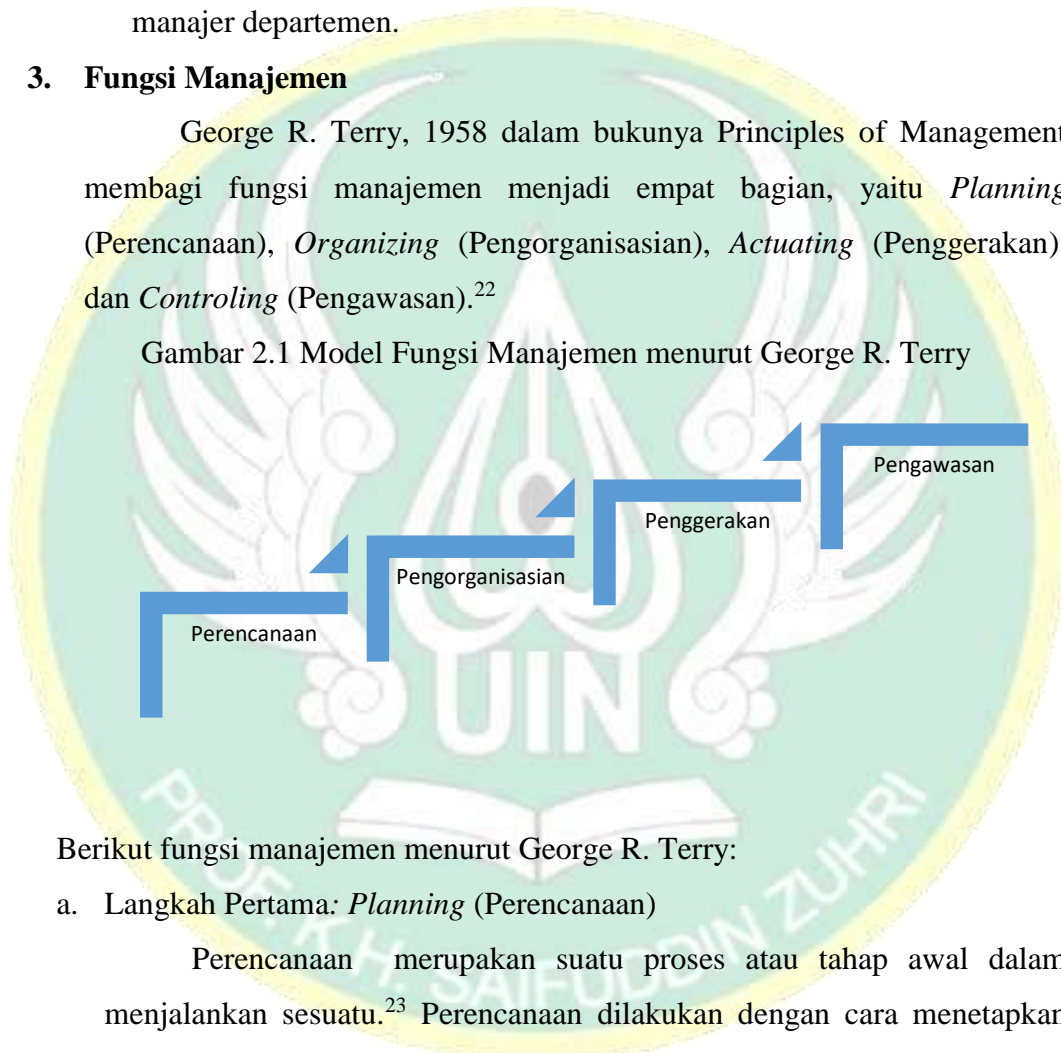 manajer departemen.
3. Fungsi Manajemen
George R. Terry, 1958 dalam bukunya Principles of Management
membagi fungsi manajemen menjadi empat bagian, yaitu Planning
(Perencanaan), Organizing (Pengorganisasian), Actuating (Penggerakan)
dan Controling (Pengawasan).22
Gambar 2.1 Model Fungsi Manajemen menurut George R. Terry
Pengawasan
Penggerakan
Pengorganisasian
Perencanaan
UIN
PROF. K.H. SAIFUDDIN ZUHRI
Berikut fungsi manajemen menurut George R. Terry:
a. Langkah Pertama: Planning (Perencanaan)
Perencanaan merupakan suatu proses atau tahap awal dalam
menjalankan sesuatu.23 Perencanaan dilakukan dengan cara menetapkan